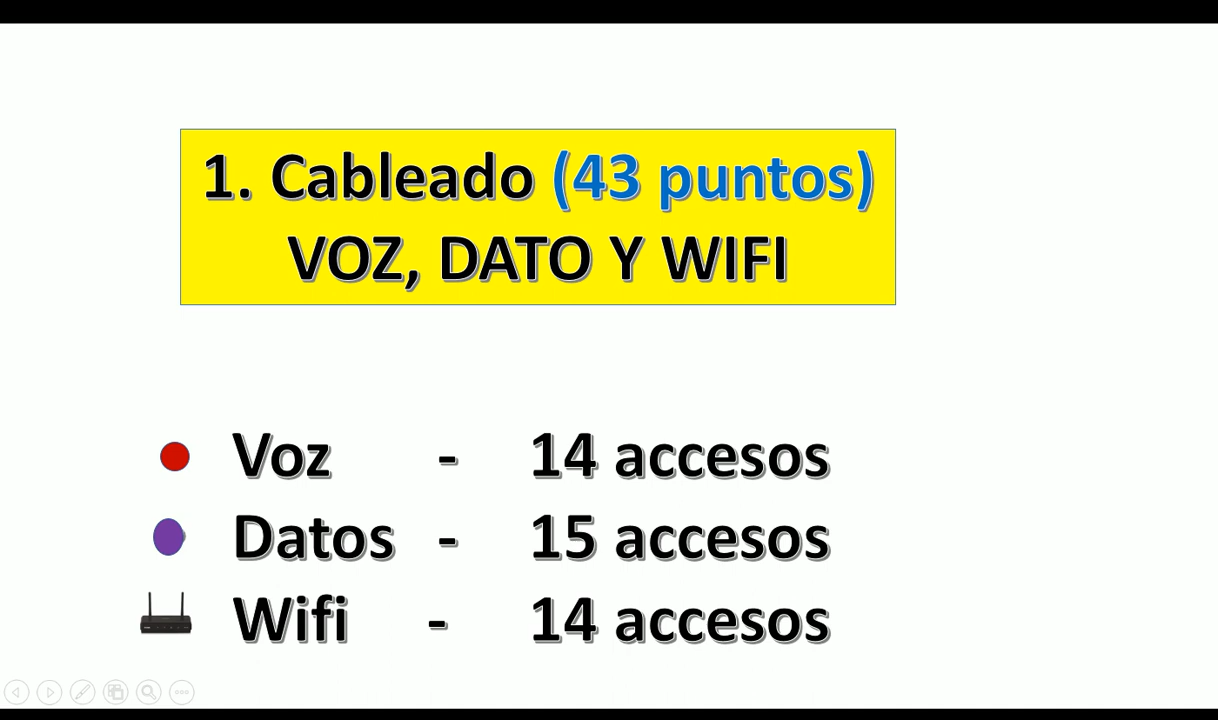 1. Cableado (43 puntos)
VOZ, DATO Y WIFI
Voz - 14 accesos
Datos - 15 accesos
Wifi - 14 accesos